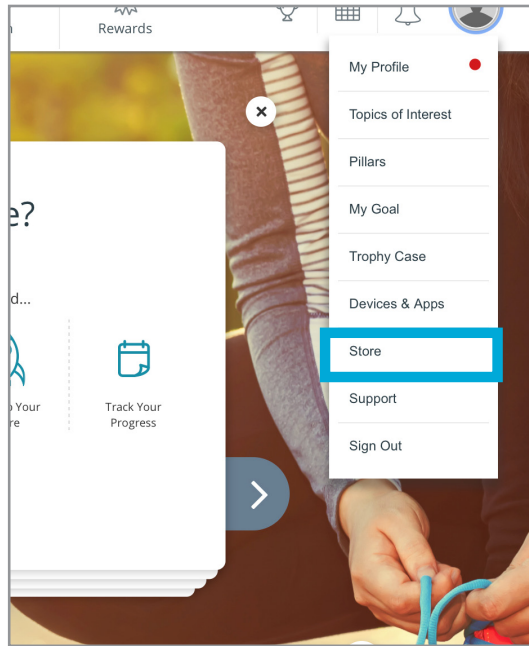 Rewards
My Profile
Topics of Interest
Pillars
My Goal
Trophy Case
Devices & Apps
Store
Support
Sign Out
e?
d...
Your
re
Track Your
Progress